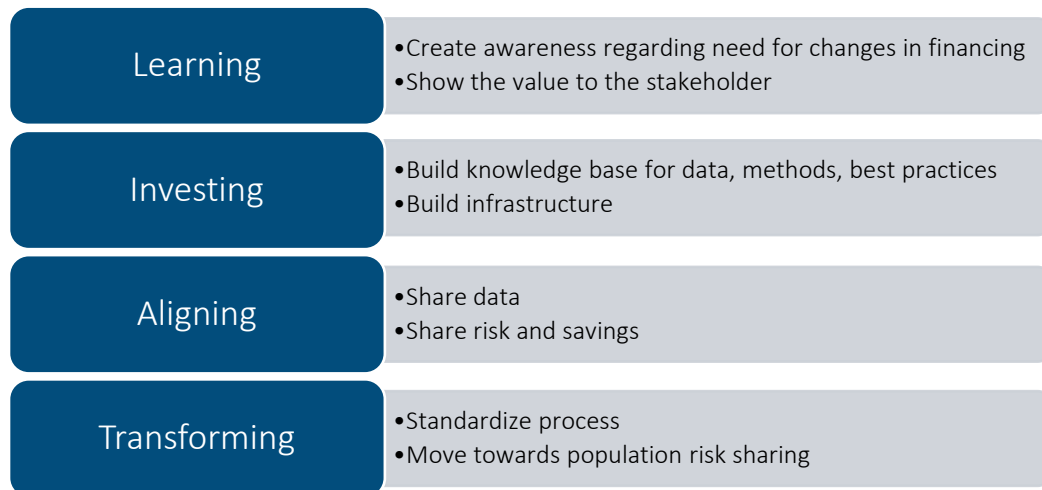 Learning
•Create awareness regarding need for changes in financing
•Show the value to the stakeholder
Investing
•Build knowledge base for data, methods, best practices
•Build infrastructure
Aligning
•Share data
•Share risk and savings
Transforming
•Standardize process
•Move towards population risk sharing